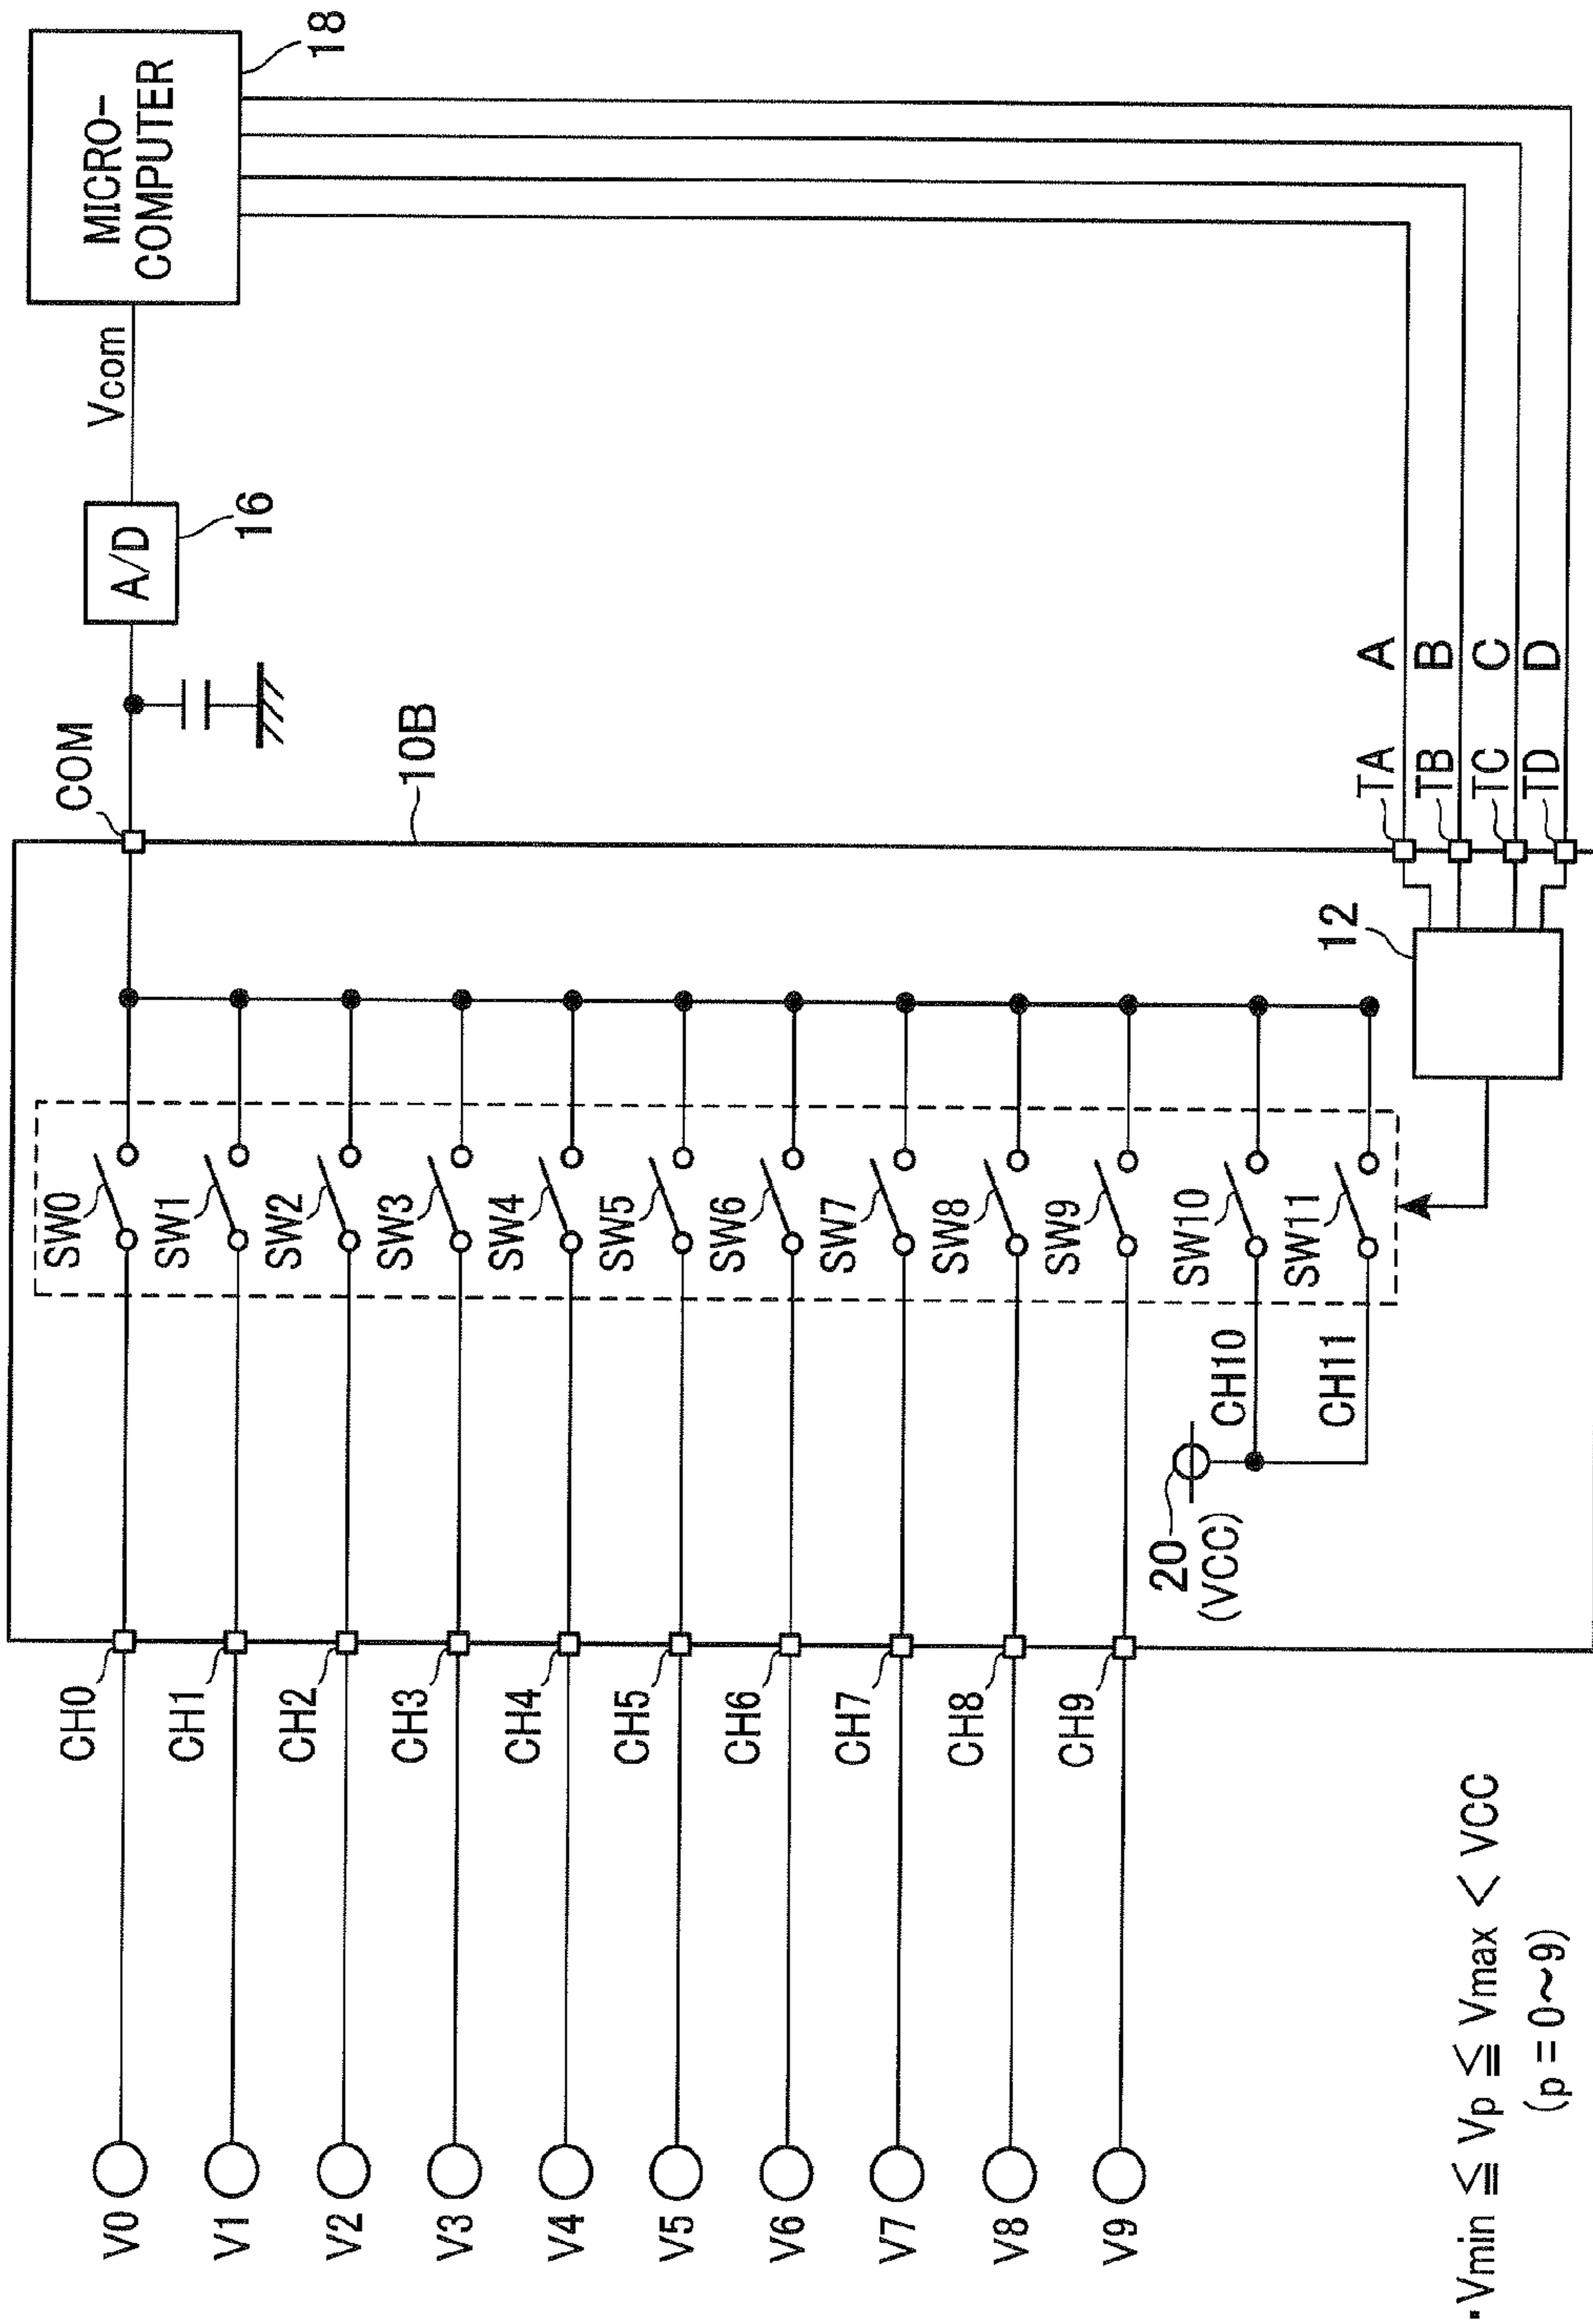 V0
V1
V2
V3
V4
V5
V6
V7
V8
V9
CH0
CH1
CH2
CH3
CH4
CH5
CH6
CH7
CH8
CH9
20
(VCC)
CH10
CH11
SW0
SW1
SW2
SW3
SW4
SW5
SW6
SW7
SW8
SW9
SW10
SW11
12
COM
10B
TA
TB
TC
TD
A
B
C
D
A/D
16
Vcom
MICRO-
COMPUTER
18
・Vmin ≦ Vp ≦ Vmax < VCC
(p = 0~9)